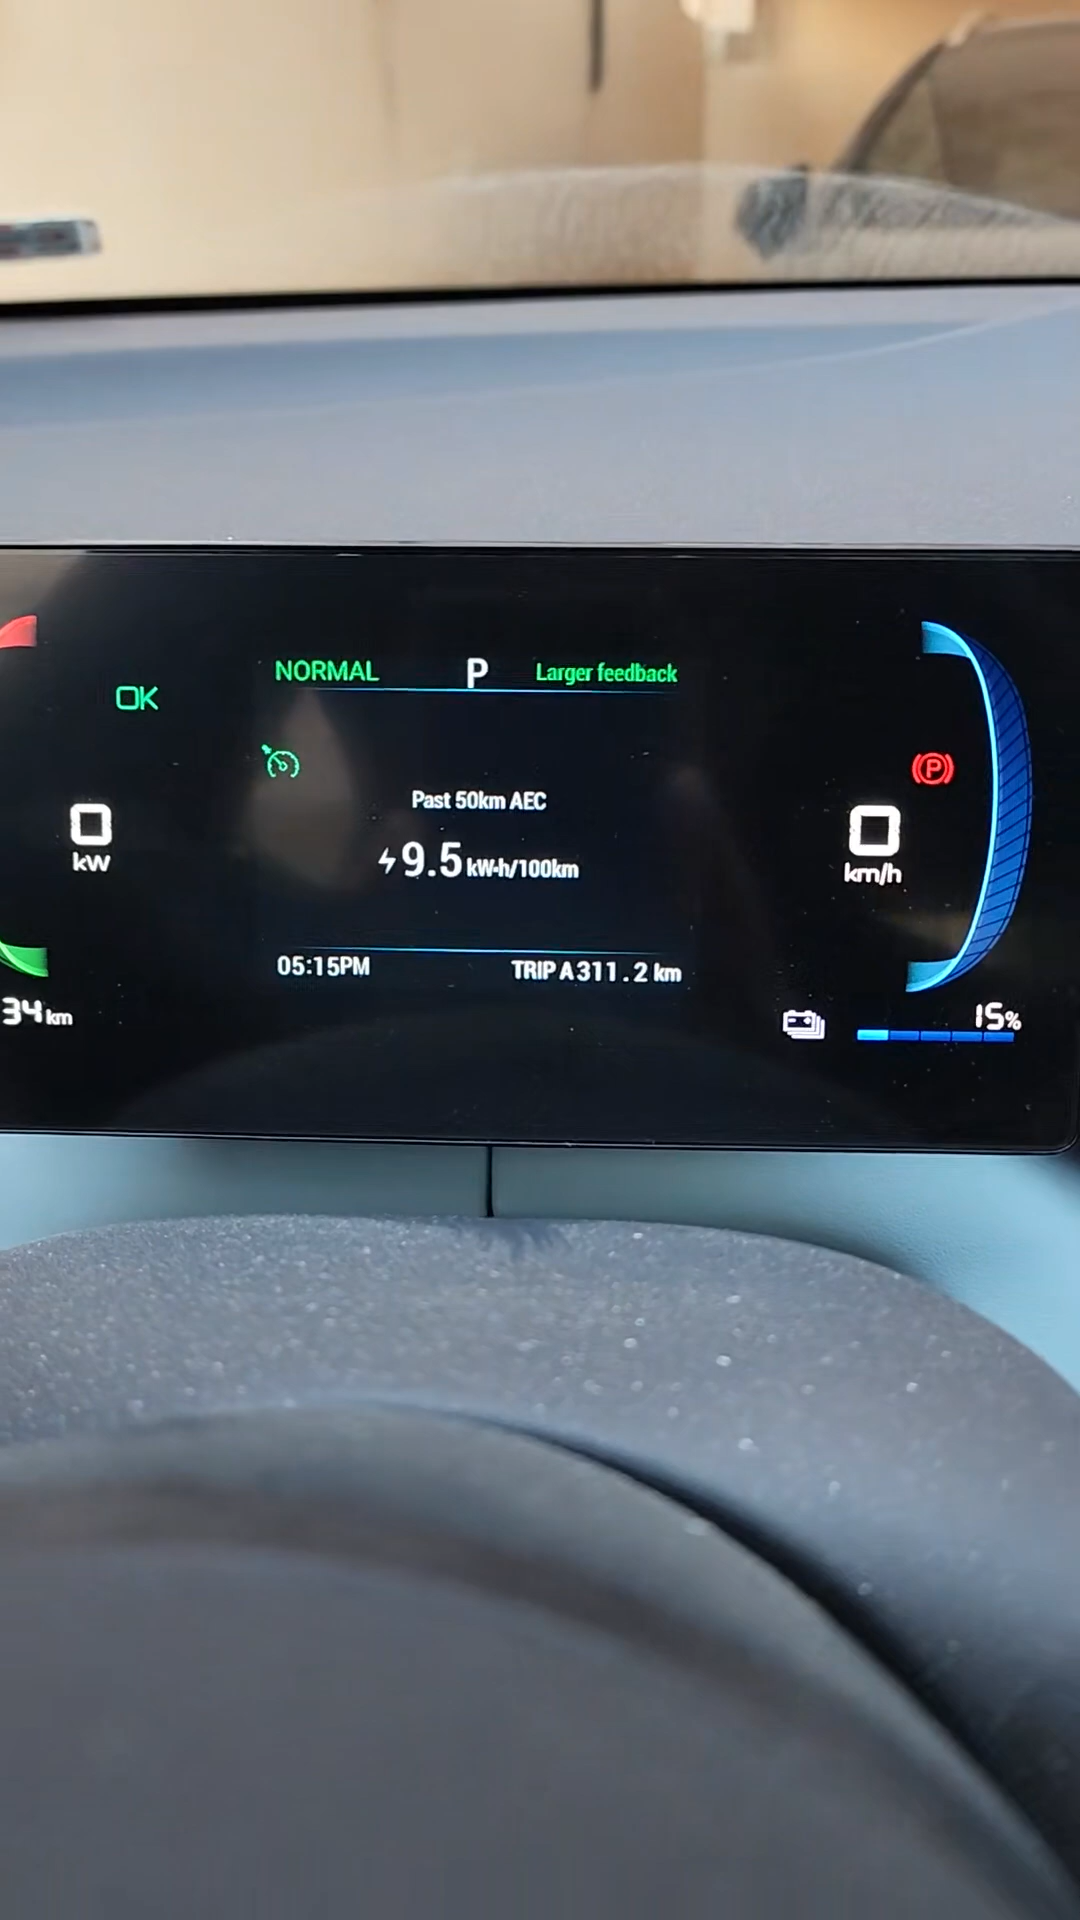 NORMAL P Larger feedback
OK
Past 50km AEC
0 kW
9.5 kW·h/100km
0 km/h
05:15PM TRIP A 311.2 km
34 km
15%